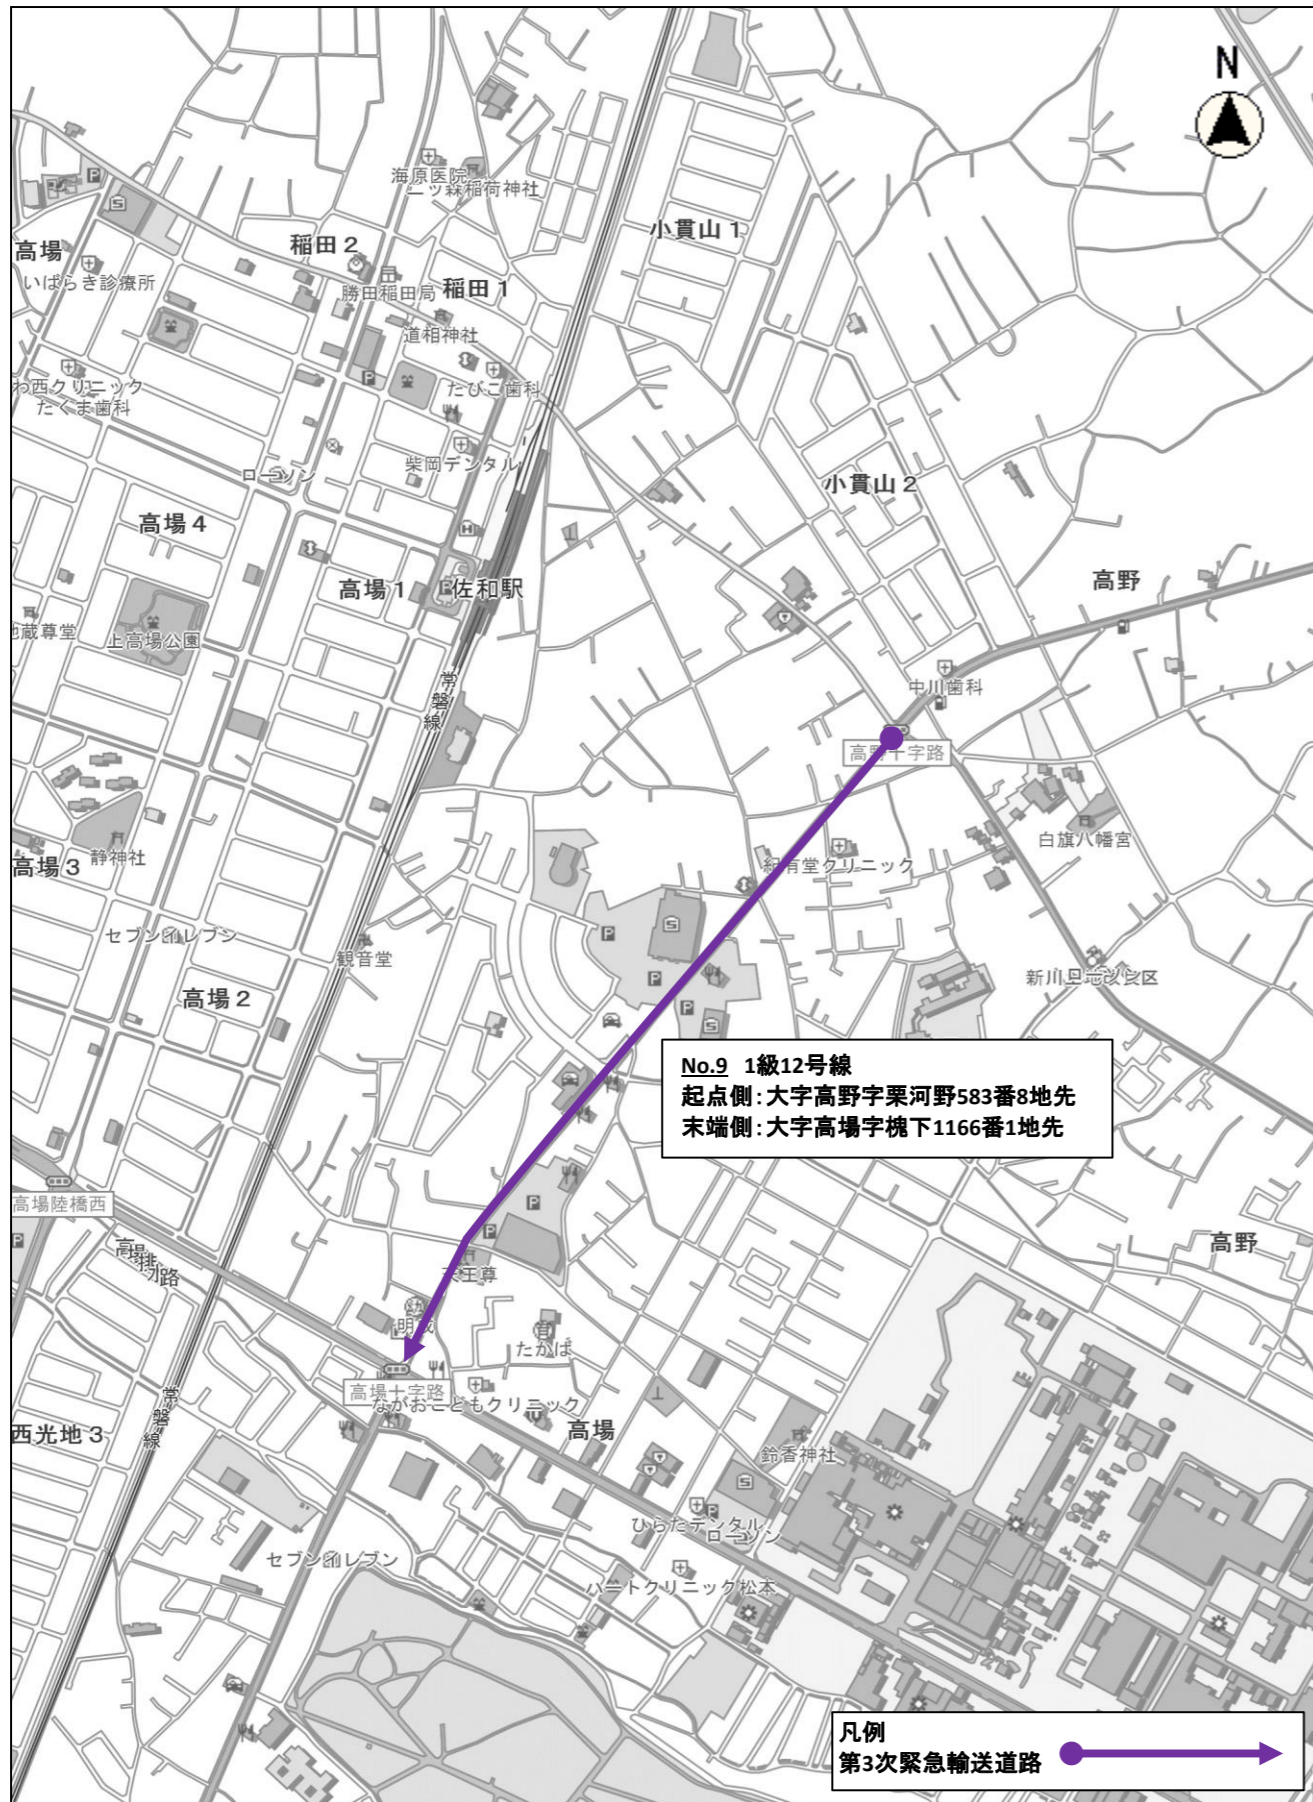 N
海原医院
二ッ森稲荷神社
小貫山1
稲田2
高場
いばらき診療所
勝田稲田局
稲田1
道相神社
わ西クリニック
たくま歯科
たびこ歯科
柴岡デンタル
ローソン
小貫山2
高場4
高場1
佐和駅
高野
地蔵尊堂
上高場公園
常磐線
中川歯科
高野十字路
白旗八幡宮
静神社
高場3
紀有堂クリニック
セブンイレブン
観音堂
新川土地改良区
高場2
No.9 1級12号線
起点側:大字高野字栗河野583番8地先
末端側:大字高場字槐下1166番1地先
高場陸橋西
高野
天王尊
たかば
高場十字路
ながおこどもクリニック
常磐線
西光地3
高場
鈴香神社
ひらたデンタル
ローソン
セブンイレブン
ハートクリニック松本
凡例
第3次緊急輸送道路